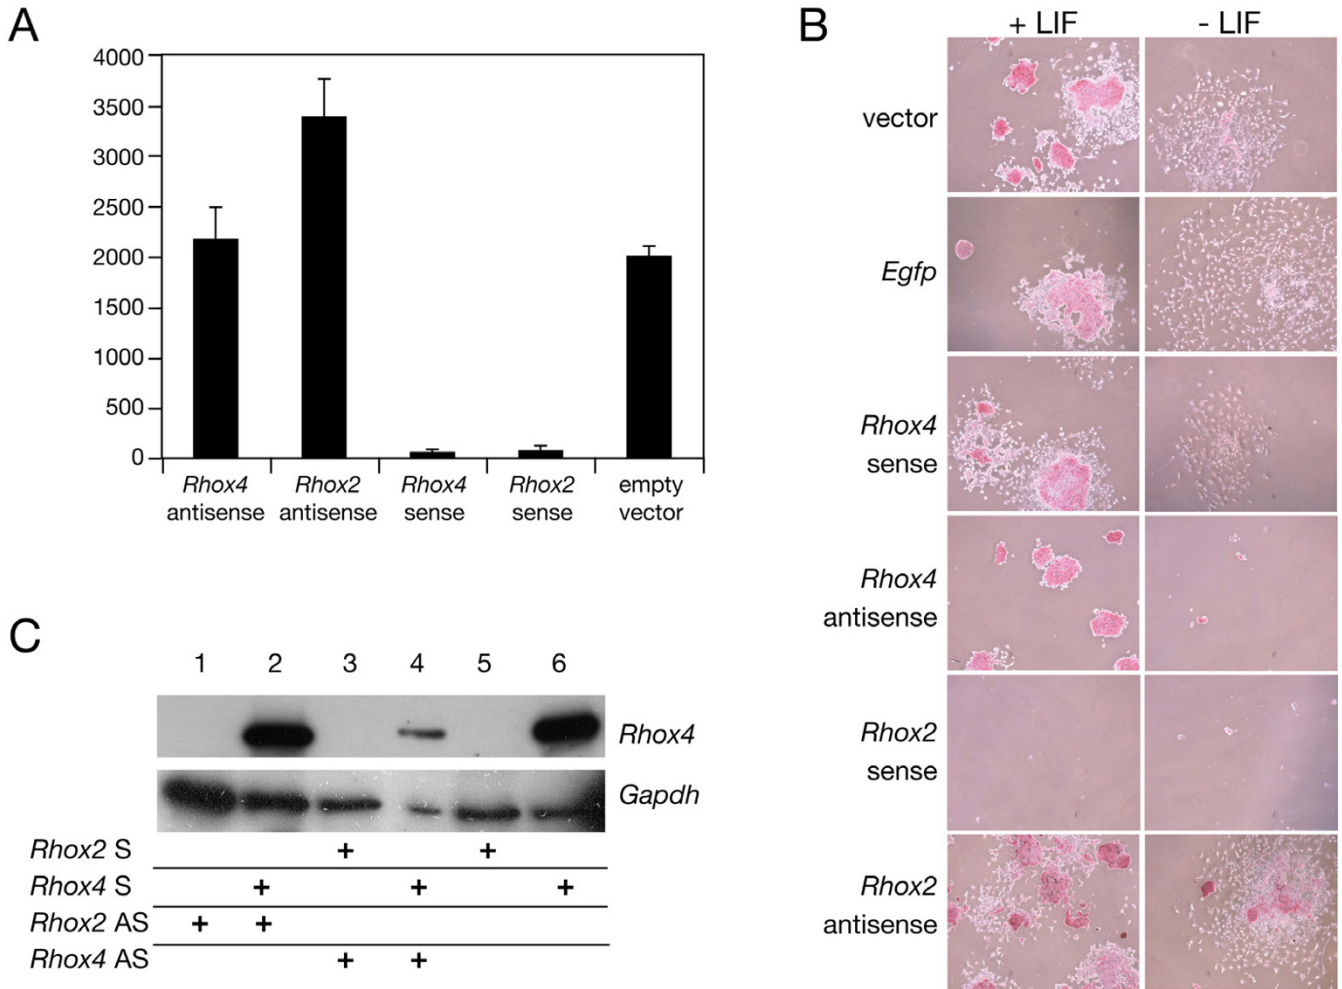 A
4000
3500
3000
2500
2000
1500
1000
500
0
Rhox4
antisense
Rhox2
antisense
Rhox4
sense
Rhox2
sense
empty
vector
B
+ LIF - LIF
vector
Egfp
Rhox4
sense
Rhox4
antisense
Rhox2
sense
Rhox2
antisense
C
1 2 3 4 5 6
Rhox4
Gapdh
Rhox2 S + +
Rhox4 S + + +
Rhox2 AS + +
Rhox4 AS + +